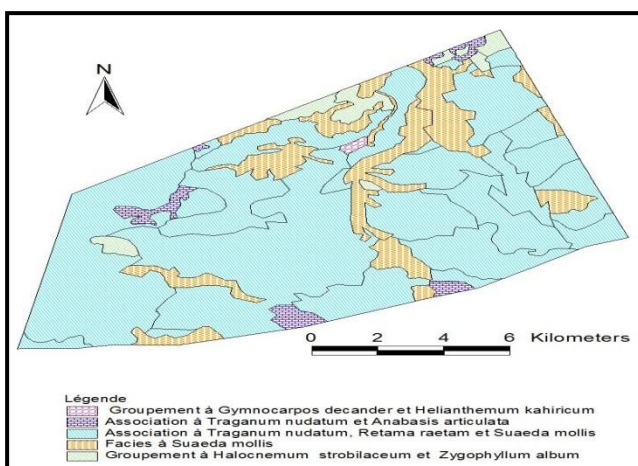 N
0 2 4 6 Kilometers
Légende
Groupement à Gymnocarpos decander et Helianthemum kahiricum
Association à Traganum nudatum et Anabasis articulata
Association à Traganum nudatum, Retama raetam et Suaeda mollis
Facies à Suaeda mollis
Groupement à Halocnemum strobilaceum et Zygophyllum album